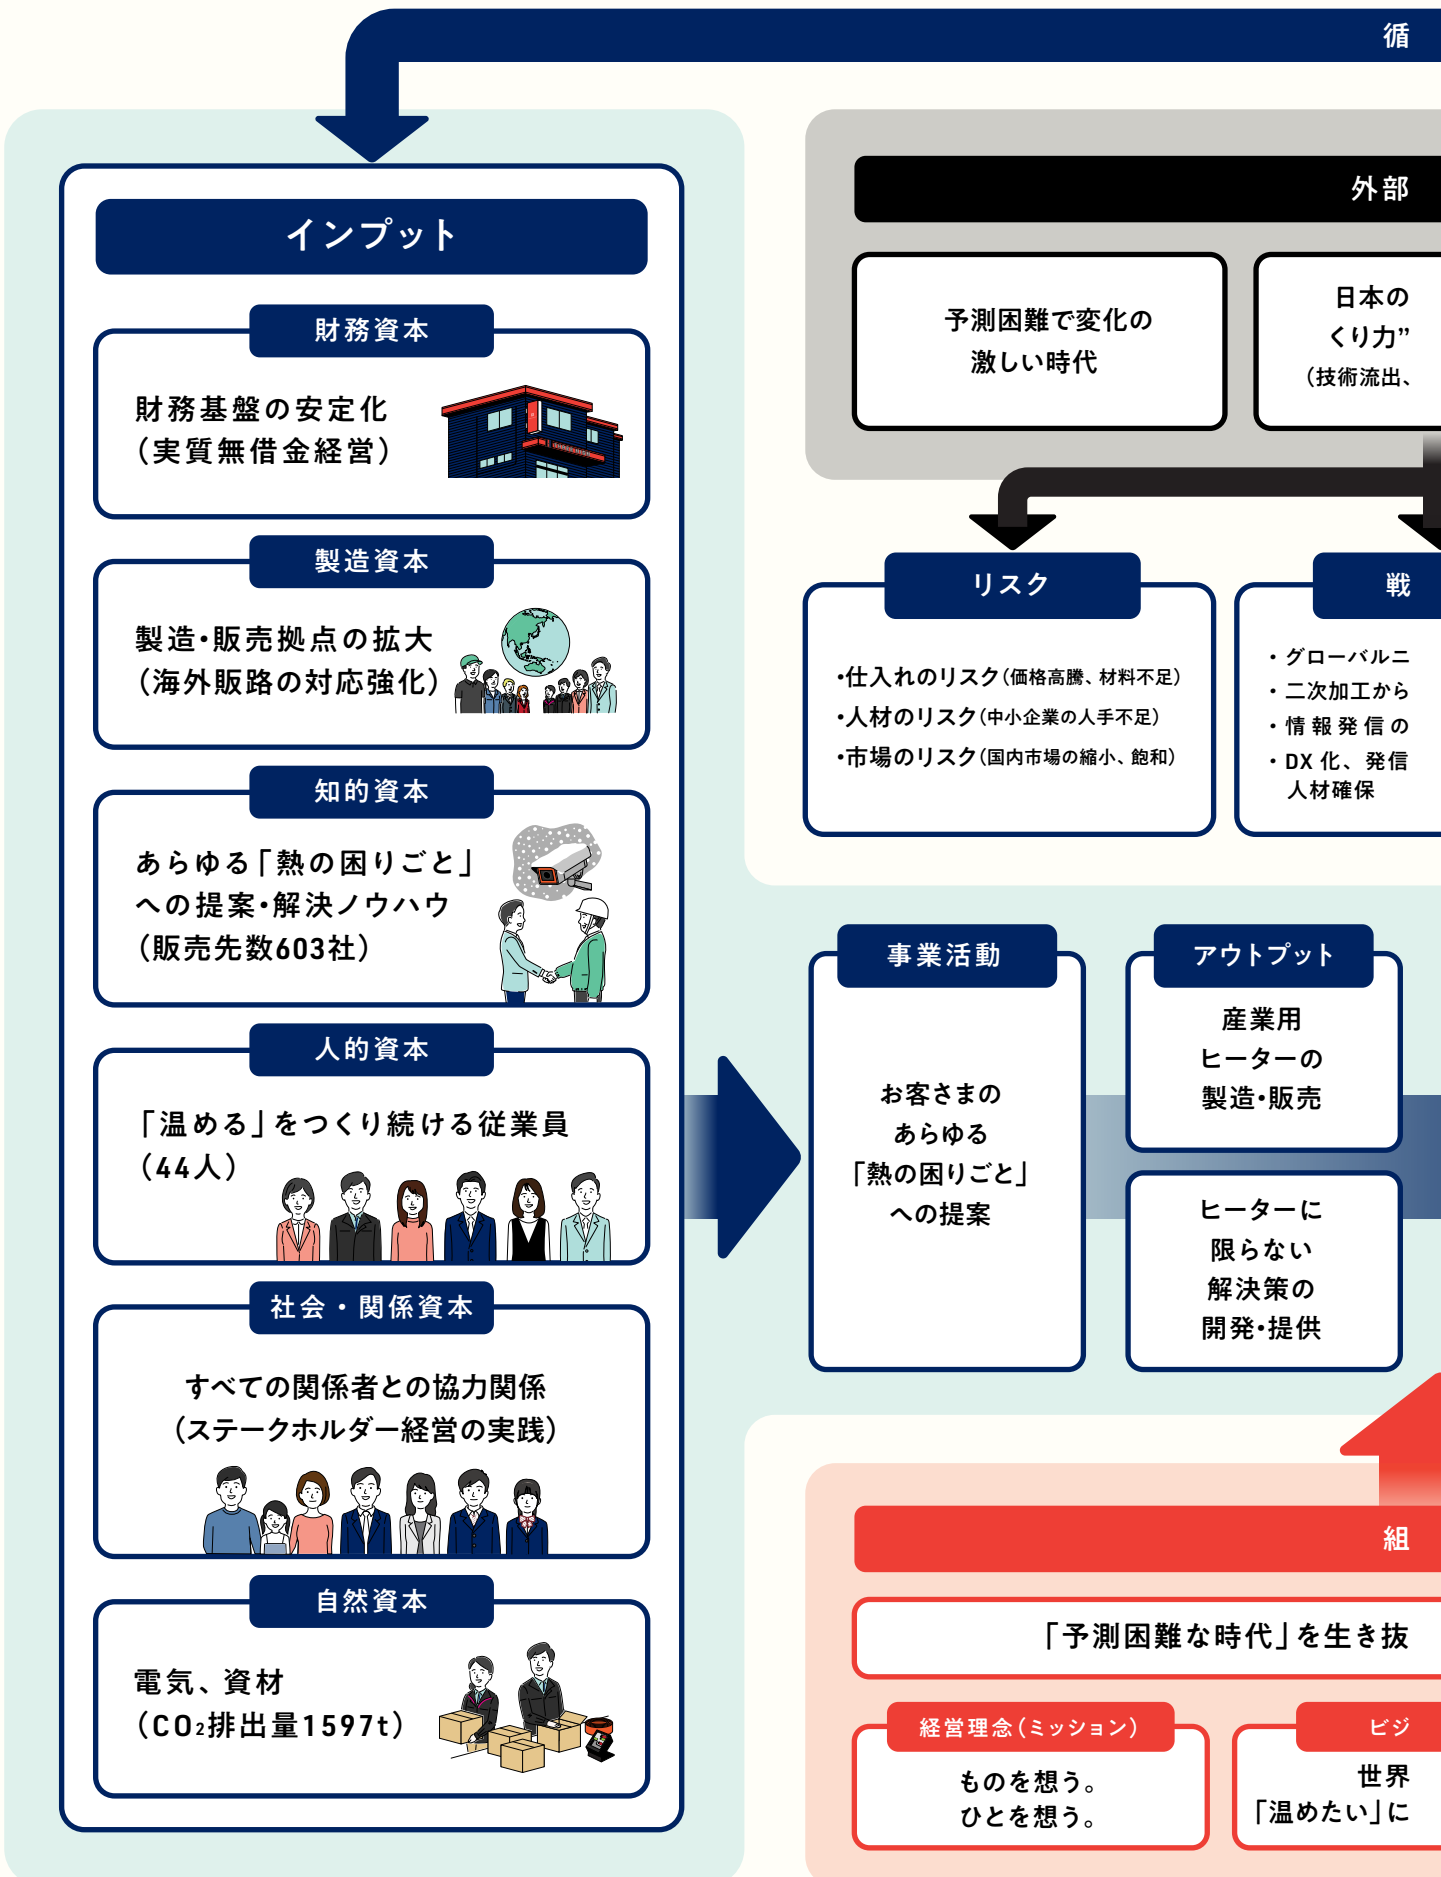 循
インプット
財務資本
財務基盤の安定化
（実質無借金経営）
製造資本
製造・販売拠点の拡大
（海外販路の対応強化）
知的資本
あらゆる「熱の困りごと」
への提案・解決ノウハウ
（販売先数603社）
人的資本
「温める」をつくり続ける従業員
（44人）
社会・関係資本
すべての関係者との協力関係
（ステークホルダー経営の実践）
自然資本
電気、資材
（CO₂排出量1597t）
外部
予測困難で変化の
激しい時代
日本の
くり力”
（技術流出、
リスク
・仕入れのリスク（価格高騰、材料不足）
・人材のリスク（中小企業の人手不足）
・市場のリスク（国内市場の縮小、飽和）
戦
・グローバルニ
・二次加工から
・情報発信の
・DX 化、発信
人材確保
事業活動
お客さまの
あらゆる
「熱の困りごと」
への提案
アウトプット
産業用
ヒーターの
製造・販売
ヒーターに
限らない
解決策の
開発・提供
組
「予測困難な時代」を生き抜
経営理念（ミッション）
ものを想う。
ひとを想う。
ビジ
世界
「温めたい」に